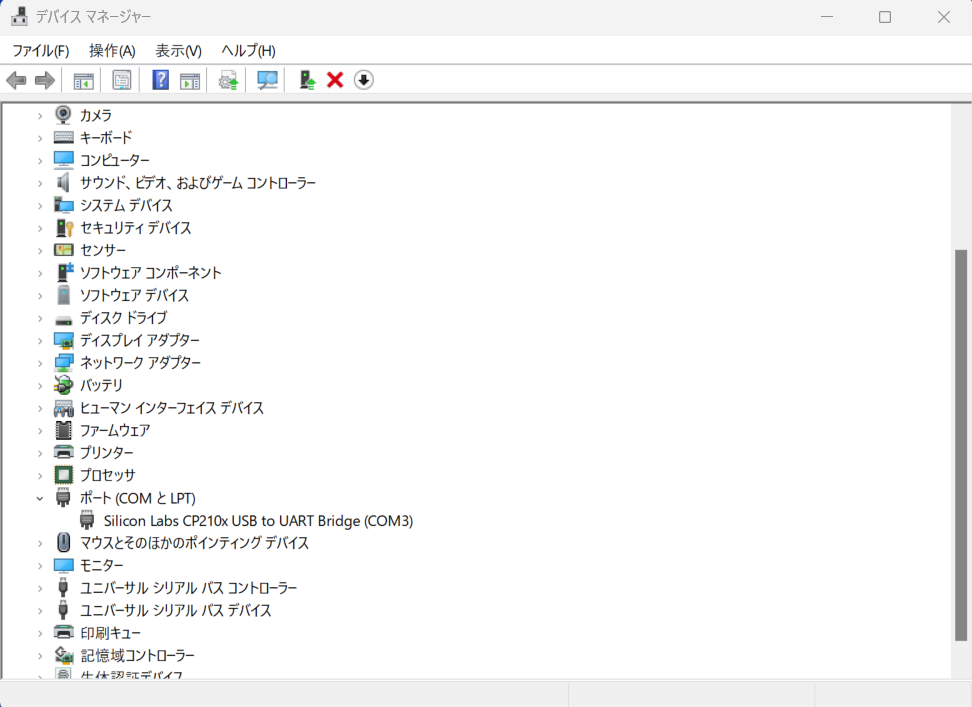 デバイス マネージャー
ファイル(F) 操作(A) 表示(V) ヘルプ(H)
カメラ
キーボード
コンピューター
サウンド、ビデオ、およびゲーム コントローラー
システム デバイス
セキュリティ デバイス
センサー
ソフトウェア コンポーネント
ソフトウェア デバイス
ディスク ドライブ
ディスプレイ アダプター
ネットワーク アダプター
バッテリ
ヒューマン インターフェイス デバイス
ファームウェア
プリンター
プロセッサ
ポート (COM と LPT)
Silicon Labs CP210x USB to UART Bridge (COM3)
マウスとそのほかのポインティング デバイス
モニター
ユニバーサル シリアル バス コントローラー
ユニバーサル シリアル バス デバイス
印刷キュー
記憶域コントローラー
生体認証デバイス